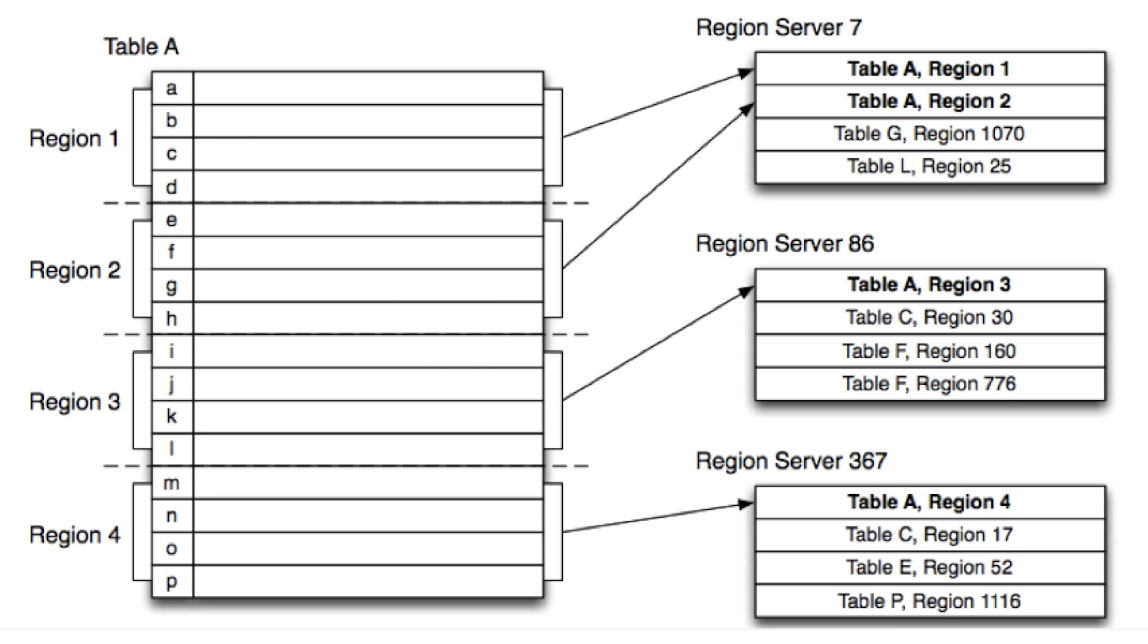 Table A
a
b
c
d
e
f
g
h
i
j
k
l
m
n
o
p
Region 1
Region 2
Region 3
Region 4
Region Server 7
Table A, Region 1
Table A, Region 2
Table G, Region 1070
Table L, Region 25
Region Server 86
Table A, Region 3
Table C, Region 30
Table F, Region 160
Table F, Region 776
Region Server 367
Table A, Region 4
Table C, Region 17
Table E, Region 52
Table P, Region 1116